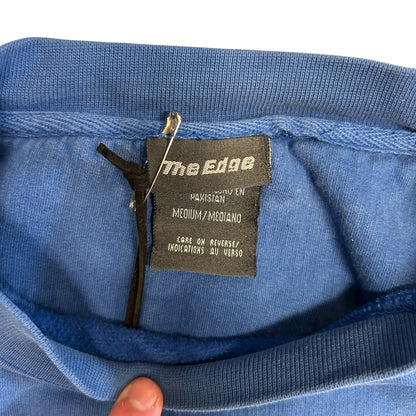 The Edge
PAKISTAN
MEDIUM/MEDIANO
CARE ON REVERSE/
INDICATIONS AU VERSO